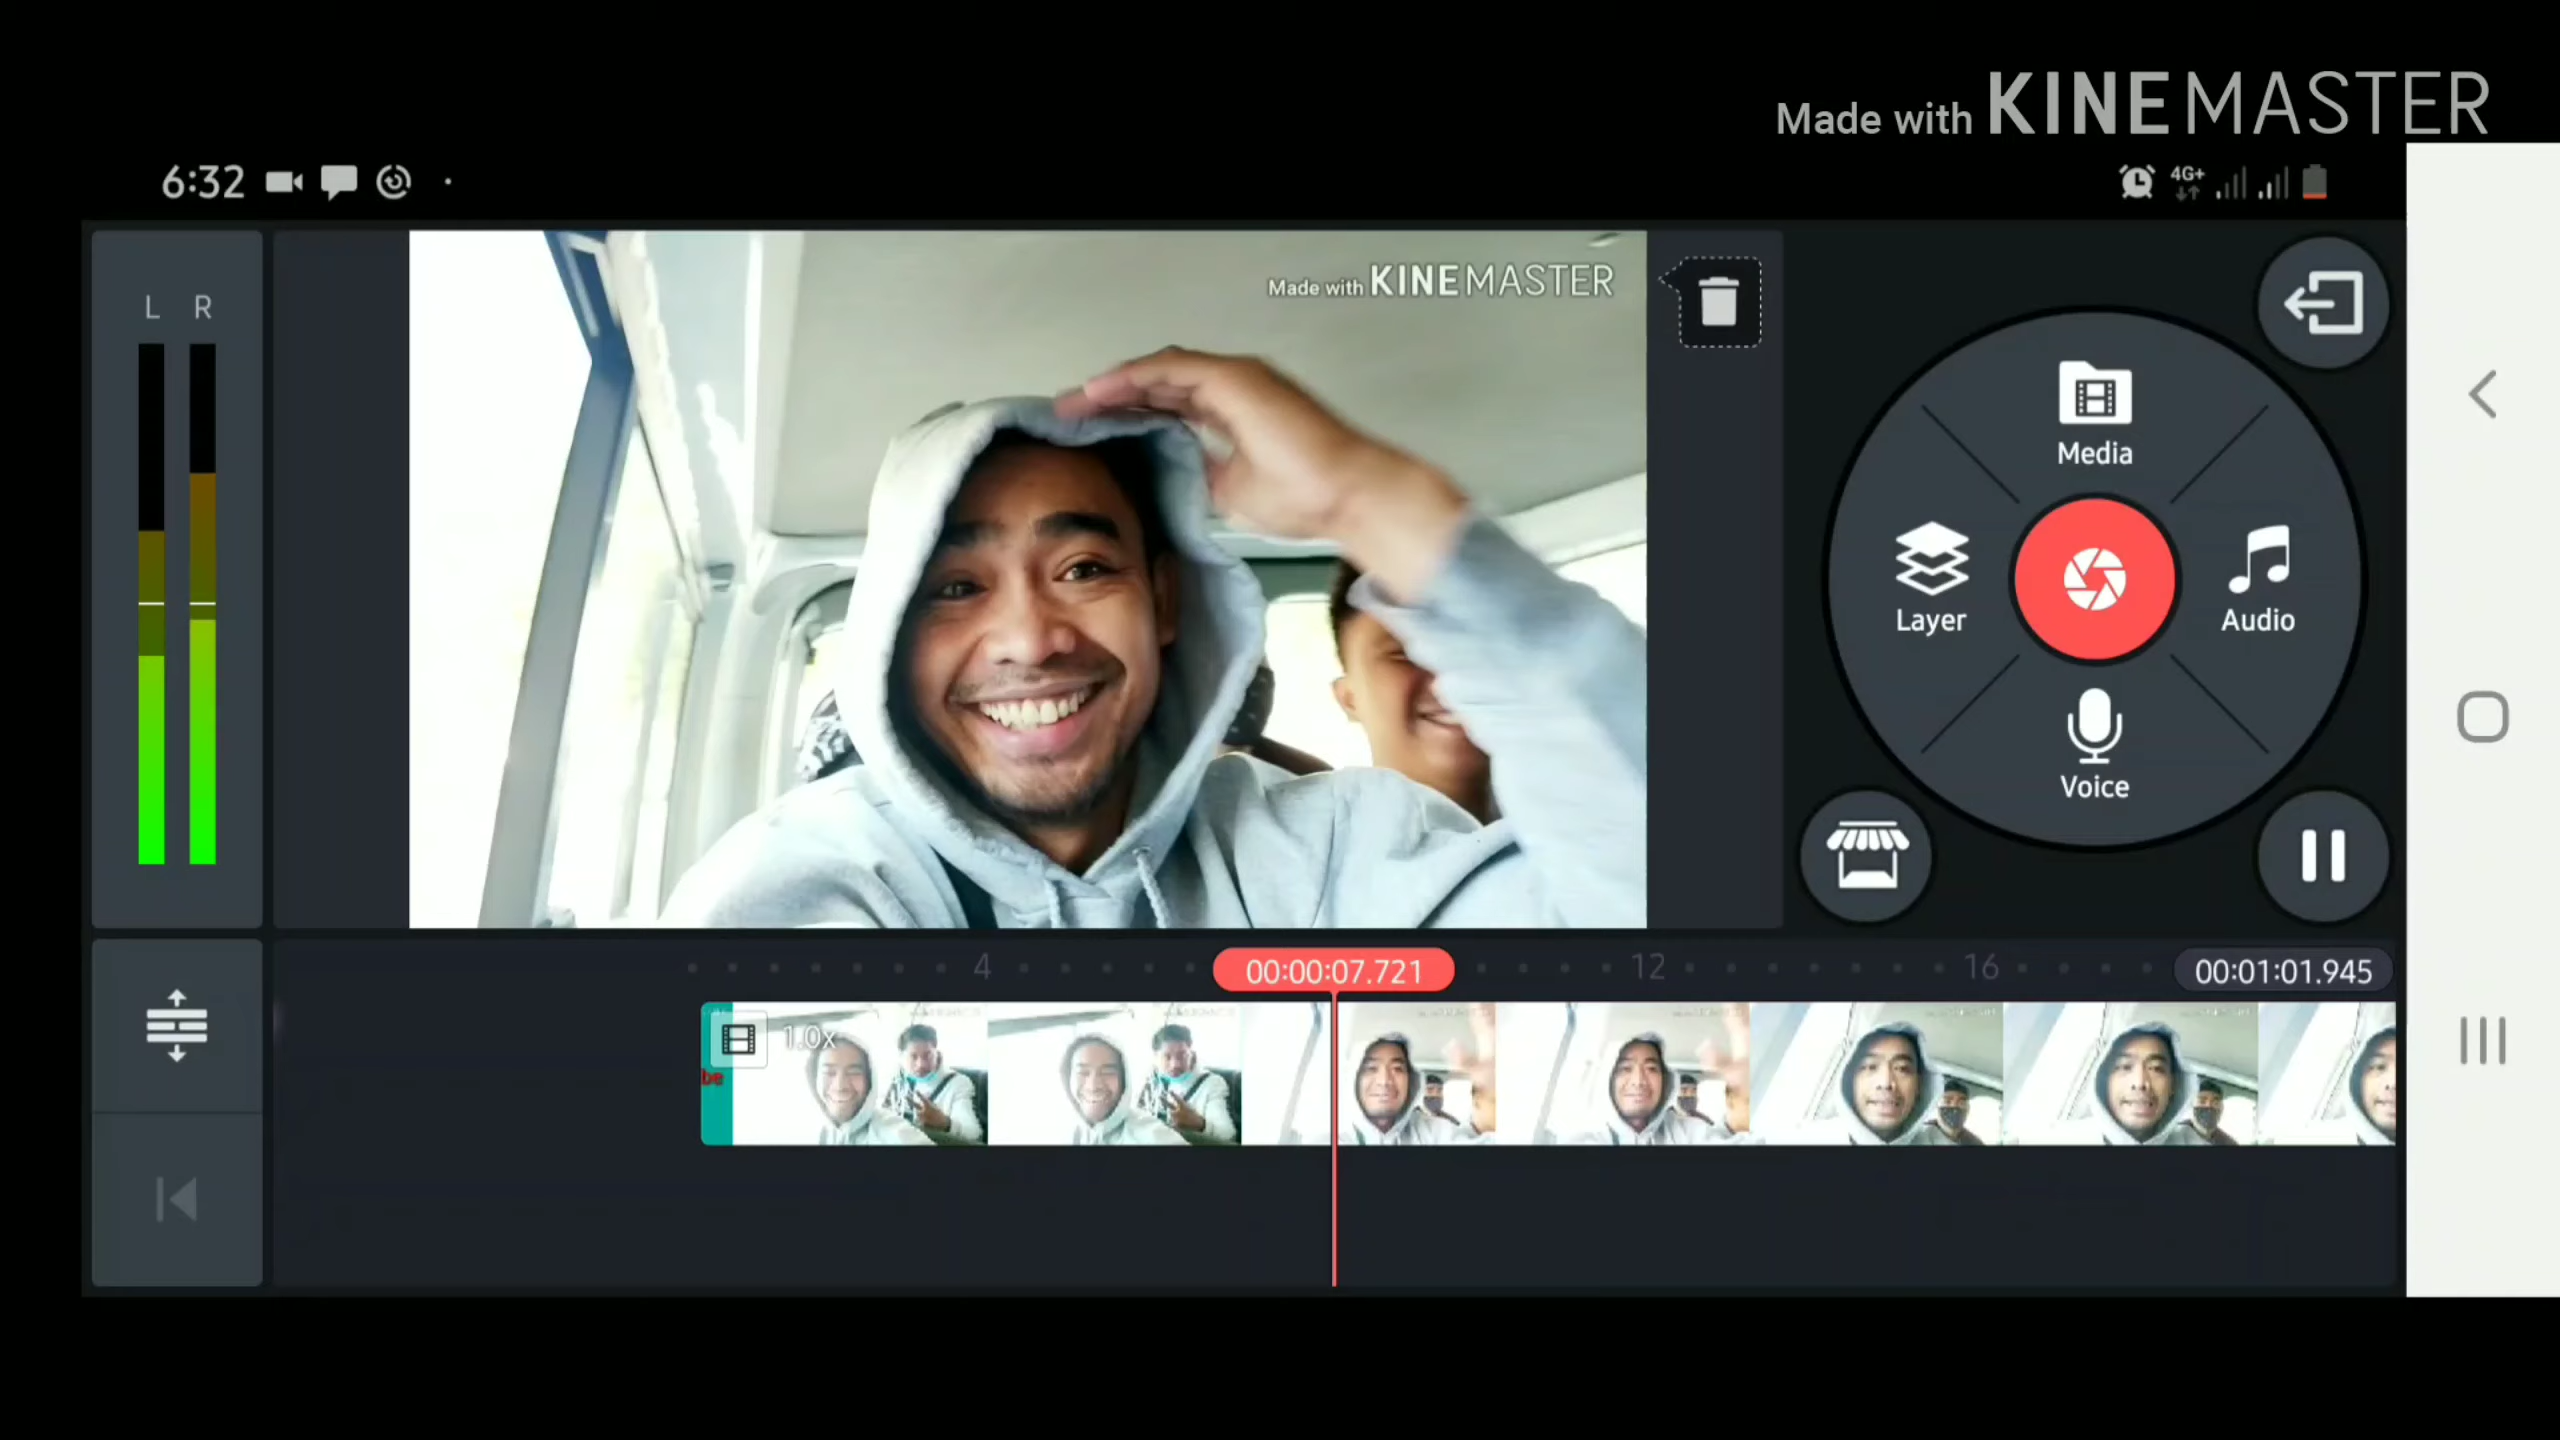 Made with KINEMASTER
6:32
4G+
L R
Made with KINEMASTER
Media
Layer
Audio
Voice
4
00:00:07.721
12
16
00:01:01.945
1.0x
be